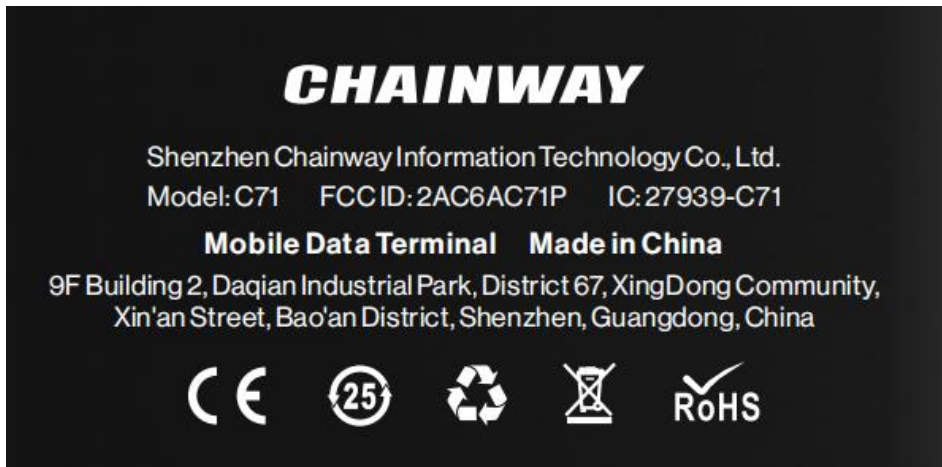 CHAINWAY
Shenzhen Chainway Information Technology Co., Ltd.
Model: C71 FCC ID: 2AC6AC71P IC: 27939-C71
Mobile Data Terminal Made in China
9F Building 2, Daqian Industrial Park, District 67, XingDong Community,
Xin'an Street, Bao'an District, Shenzhen, Guangdong, China
CE 25 RoHS